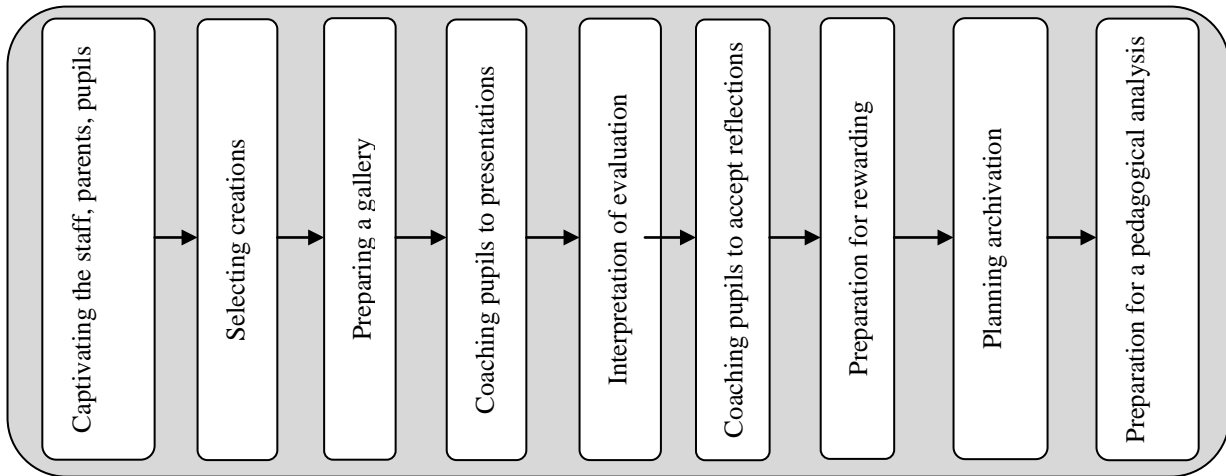 Captivating the staff, parents, pupils
Selecting creations
Preparing a gallery
Coaching pupils to presentations
Interpretation of evaluation
Coaching pupils to accept reflections
Preparation for rewarding
Planning archivation
Preparation for a pedagogical analysis